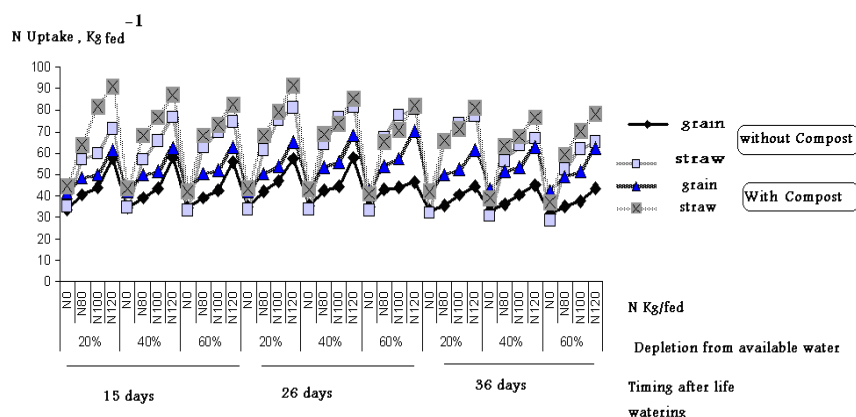 N Uptake , Kg fed -1
100
90
80
70
60
50
40
30
20
10
0
N0 N80 N100 N120 N0 N80 N100 N120 N0 N80 N100 N120 N0 N80 N100 N120 N0 N80 N100 N120 N0 N80 N100 N120 N0 N80 N100 N120 N0 N80 N100 N120 N0 N80 N100 N120
20% 40% 60% 20% 40% 60% 20% 40% 60%
15 days 26 days 36 days
grain
without Compost
straw
grain
With Compost
straw
N Kg/fed
Depletion from available water
Timing after life
watering